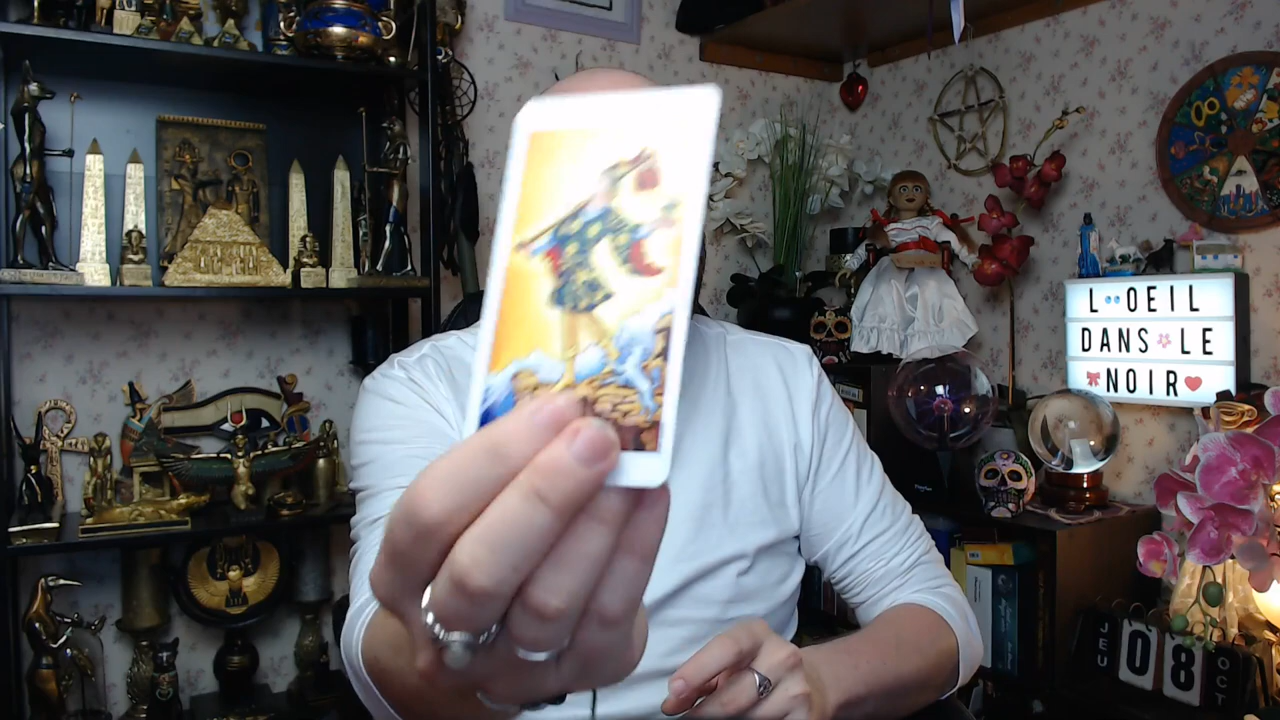 L••OEIL
DANS LE
NOIR
JEU 08 OCT